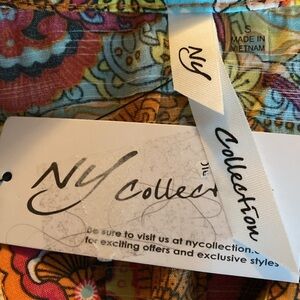 S
MADE IN
VIETNAM
NY
Collection
NY Collect
Be sure to visit us at nycollection.
for exciting offers and exclusive styles